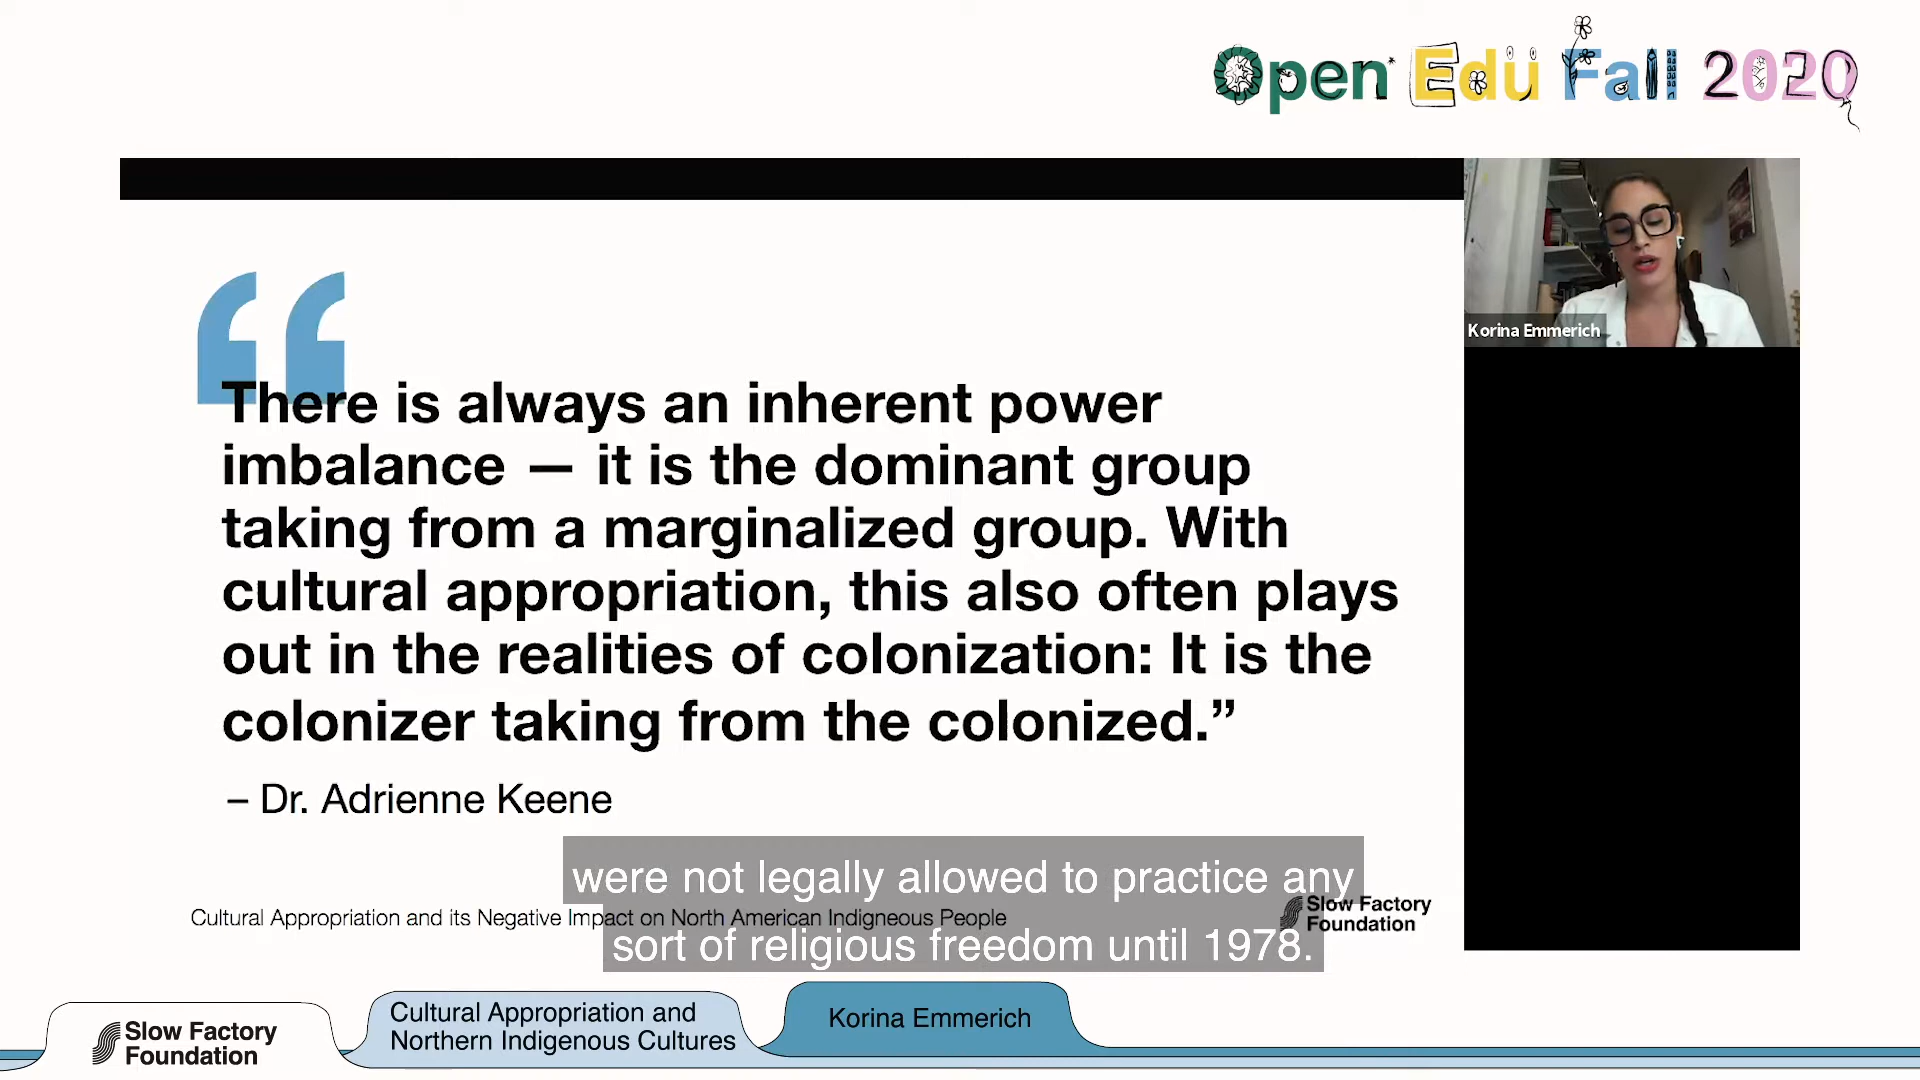 Open Edu Fall 2020
Korina Emmerich
“
There is always an inherent power
imbalance — it is the dominant group
taking from a marginalized group. With
cultural appropriation, this also often plays
out in the realities of colonization: It is the
colonizer taking from the colonized.”
– Dr. Adrienne Keene
were not legally allowed to practice any
sort of religious freedom until 1978.
Cultural Appropriation and its Negative Impact on North American Indigneous People
Slow Factory
Foundation
Slow Factory
Foundation
Cultural Appropriation and
Northern Indigenous Cultures
Korina Emmerich